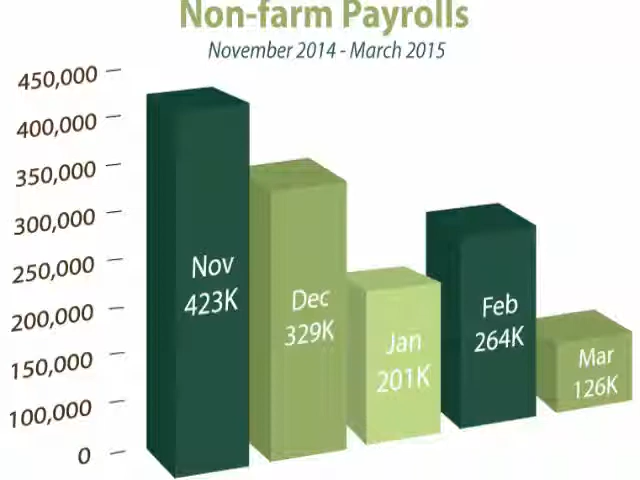 Non-farm Payrolls
November 2014 - March 2015
450,000
400,000
350,000
300,000
250,000
200,000
150,000
100,000
0
Nov
423K
Dec
329K
Jan
201K
Feb
264K
Mar
126K